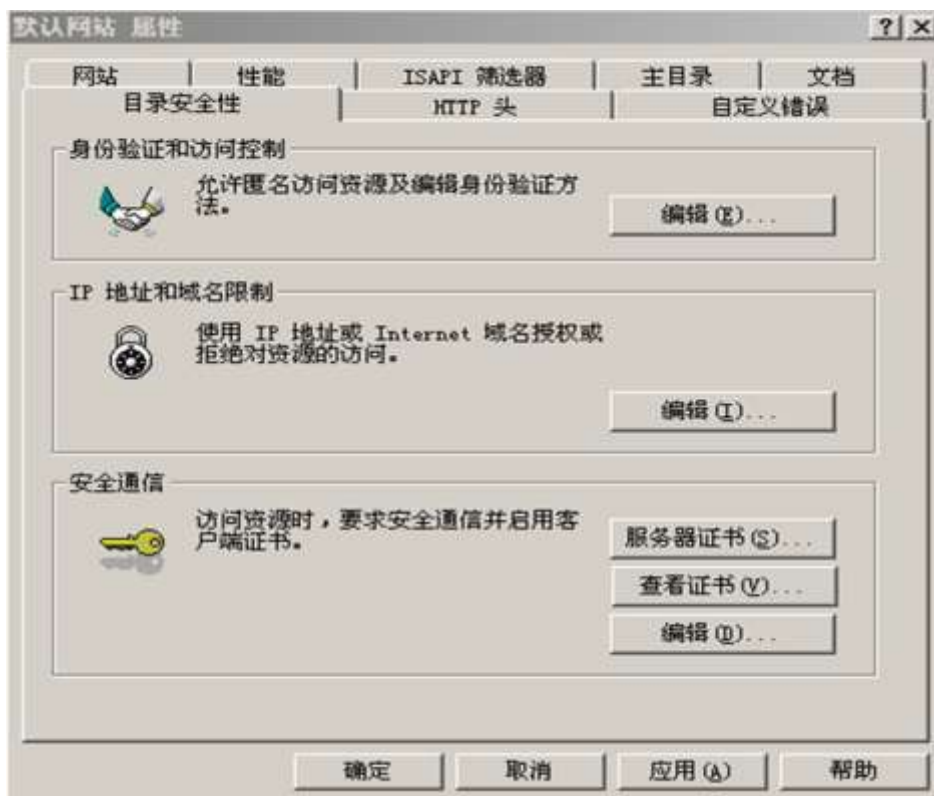 默认网站 属性
网站 性能 ISAPI 筛选器 主目录 文档
目录安全性 HTTP 头 自定义错误
身份验证和访问控制
允许匿名访问资源及编辑身份验证方
法。
编辑(E)...
IP 地址和域名限制
使用 IP 地址或 Internet 域名授权或
拒绝对资源的访问。
编辑(I)...
安全通信
访问资源时，要求安全通信并启用客
户端证书。
服务器证书(S)...
查看证书(V)...
编辑(D)...
确定 取消 应用(A) 帮助